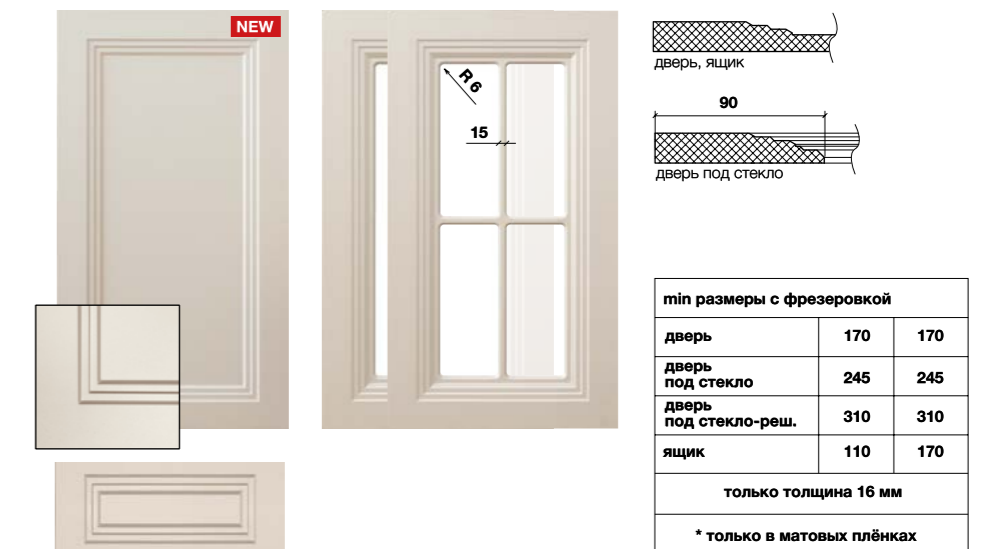 NEW
R 6
15
дверь, ящик
90
дверь под стекло
min размеры с фрезеровкой
дверь 170 170
дверь
под стекло 245 245
дверь
под стекло-реш. 310 310
ящик 110 170
только толщина 16 мм
* только в матовых плёнках